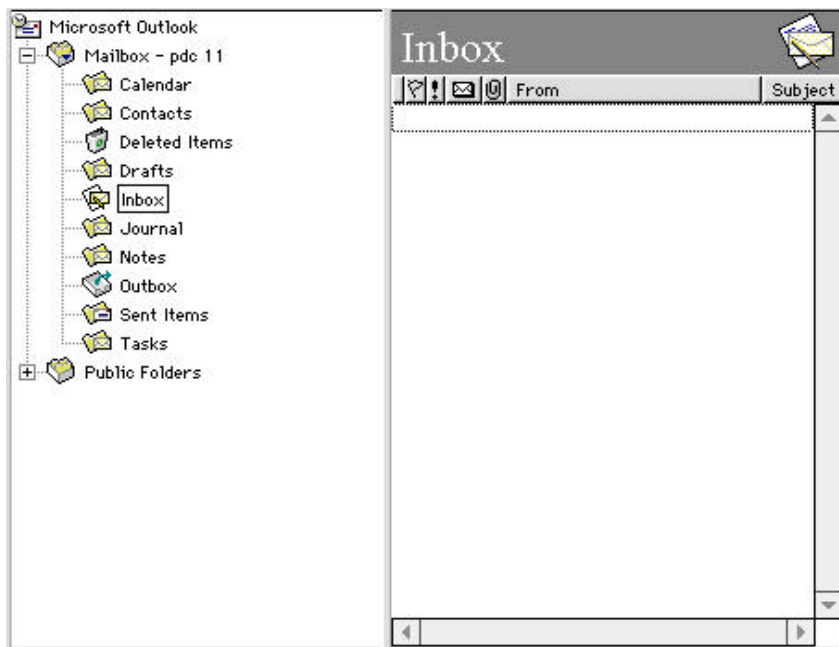 Microsoft Outlook
Mailbox - pdc 11
Calendar
Contacts
Deleted Items
Drafts
Inbox
Journal
Notes
Outbox
Sent Items
Tasks
Public Folders
Inbox
! From Subject